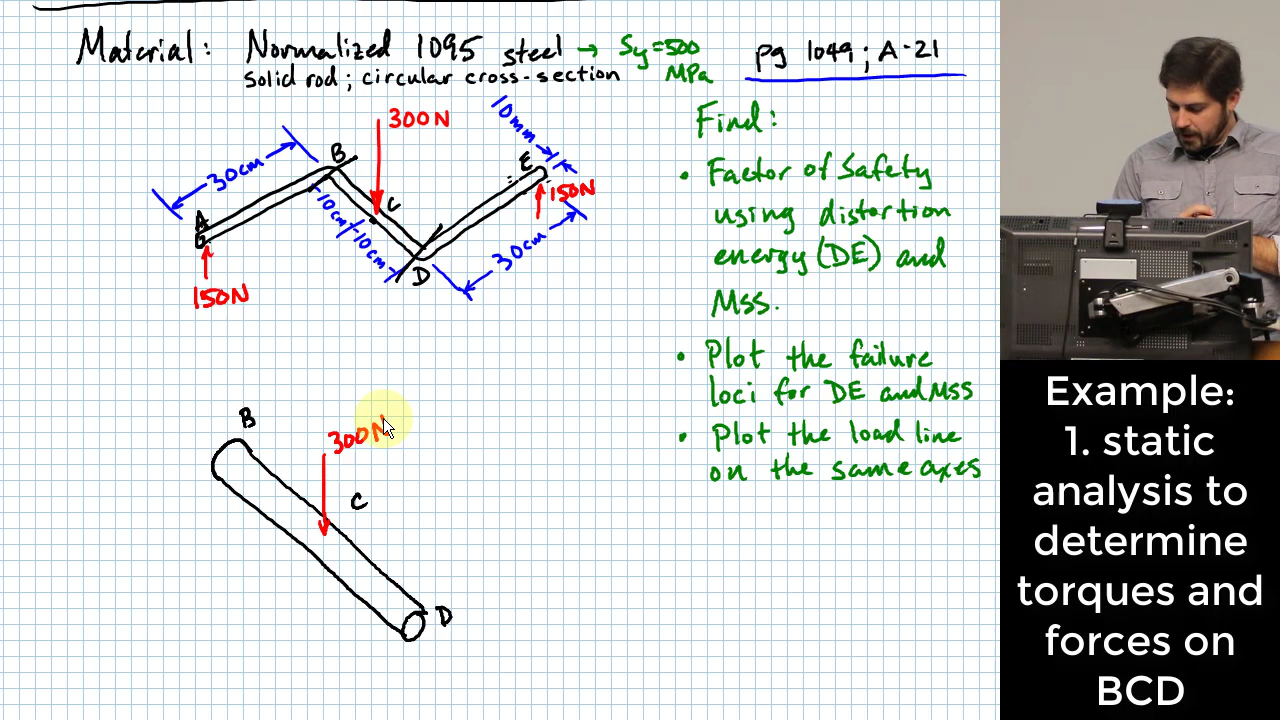 Material: Normalized 1095 steel → Sy=500 MPa
solid rod; circular cross-section
pg 1049; A-21
300N
10mm
30cm
B
E
A
C
150N
10cm
10cm
30cm
D
150N
Find:
• Factor of Safety
using distortion
energy (DE) and
MSS.
• Plot the failure
loci for DE and MSS
• Plot the load line
on the same axes
B
300N
C
D
Example:
1. static
analysis to
determine
torques and
forces on
BCD